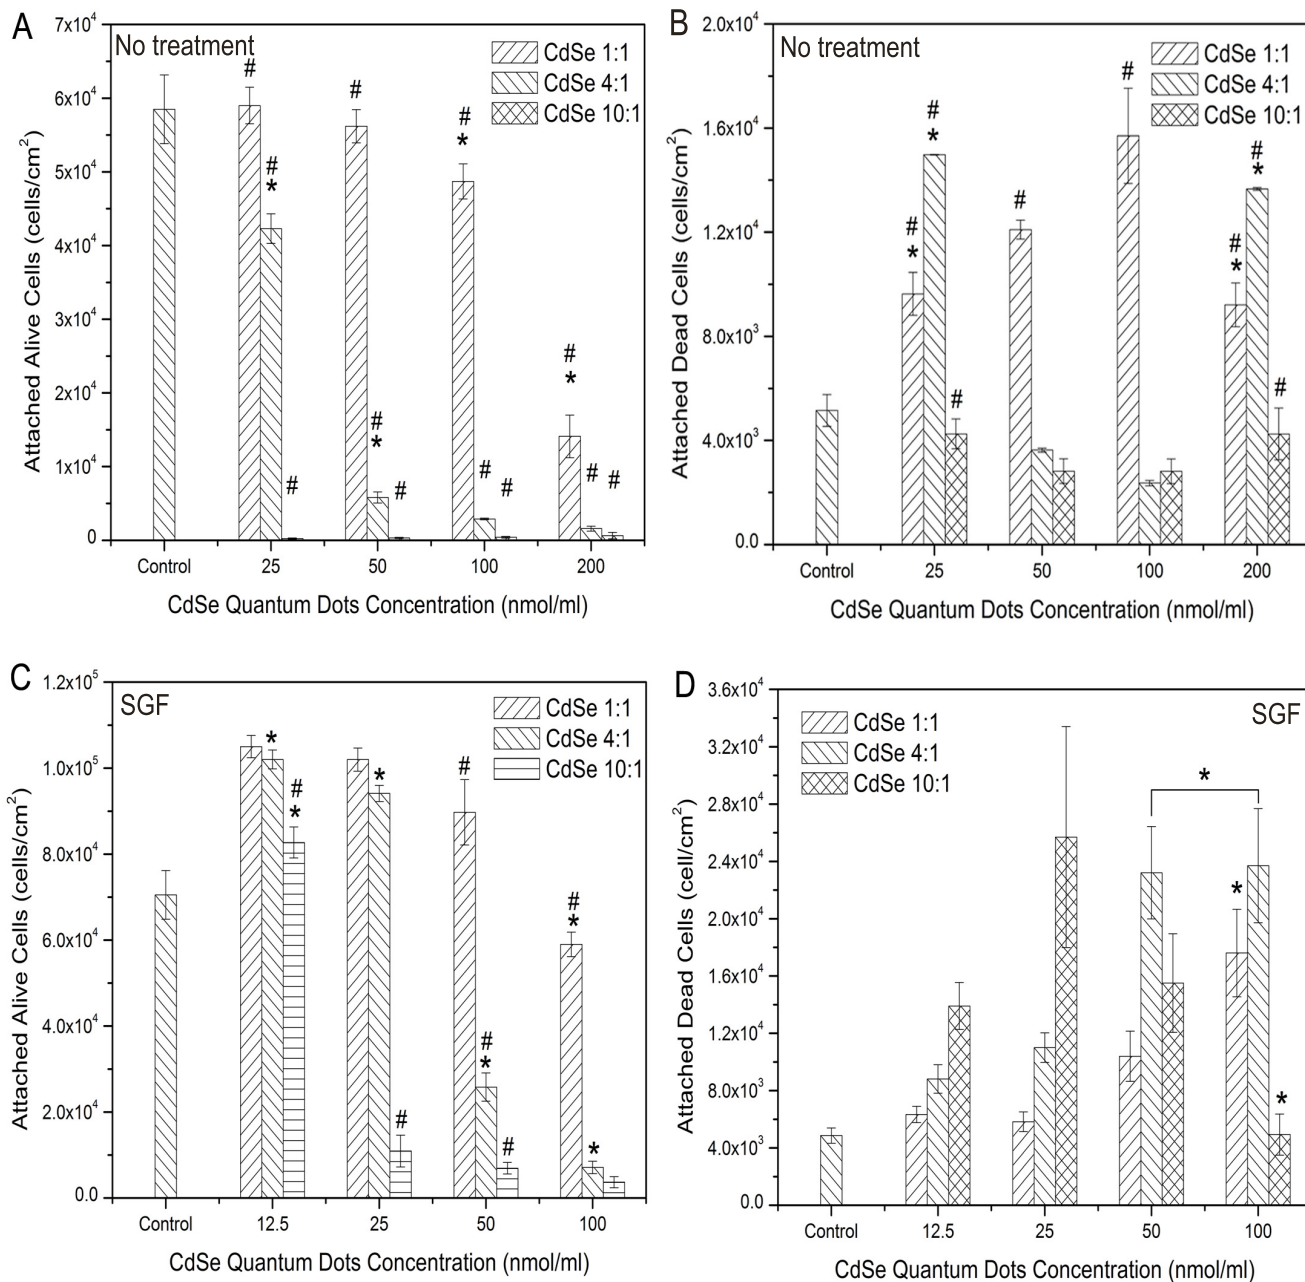 A
No treatment
CdSe 1:1
CdSe 4:1
CdSe 10:1
7x10⁴
6x10⁴
5x10⁴
4x10⁴
3x10⁴
2x10⁴
1x10⁴
0
Attached Alive Cells (cells/cm²)
# # * # # # * # # * # # # * # #
Control 25 50 100 200
CdSe Quantum Dots Concentration (nmol/ml)
B
No treatment
CdSe 1:1
CdSe 4:1
CdSe 10:1
2.0x10⁴
1.6x10⁴
1.2x10⁴
8.0x10³
4.0x10³
0.0
Attached Dead Cells (cells/cm²)
# * # * # # # # * # * #
Control 25 50 100 200
CdSe Quantum Dots Concentration (nmol/ml)
C
SGF
CdSe 1:1
CdSe 4:1
CdSe 10:1
1.2x10⁵
1.0x10⁵
8.0x10⁴
6.0x10⁴
4.0x10⁴
2.0x10⁴
0.0
Attached Alive Cells (cells/cm²)
* # * * # # # * # # * *
Control 12.5 25 50 100
CdSe Quantum Dots Concentration (nmol/ml)
D
SGF
CdSe 1:1
CdSe 4:1
CdSe 10:1
3.6x10⁴
3.2x10⁴
2.8x10⁴
2.4x10⁴
2.0x10⁴
1.6x10⁴
1.2x10⁴
8.0x10³
4.0x10³
0.0
Attached Dead Cells (cell/cm²)
* * *
Control 12.5 25 50 100
CdSe Quantum Dots Concentration (nmol/ml)